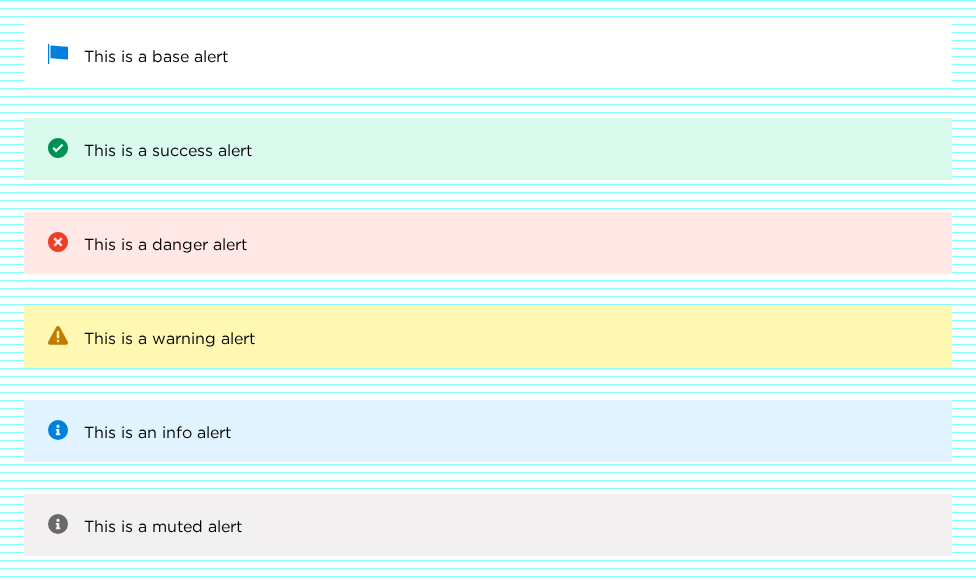 This is a base alert
This is a success alert
This is a danger alert
This is a warning alert
This is an info alert
This is a muted alert